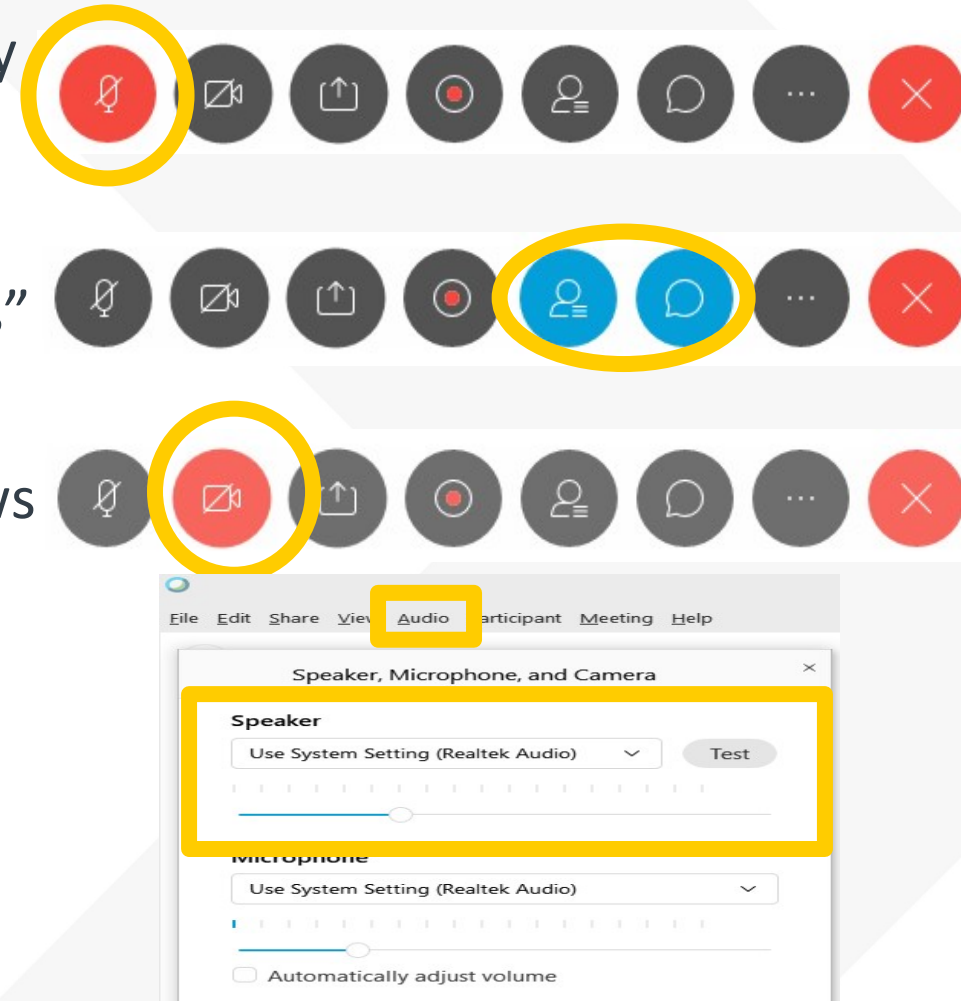 File Edit Share View Audio Participant Meeting Help
Speaker, Microphone, and Camera
Speaker
Use System Setting (Realtek Audio)
Test
Microphone
Use System Setting (Realtek Audio)
Automatically adjust volume